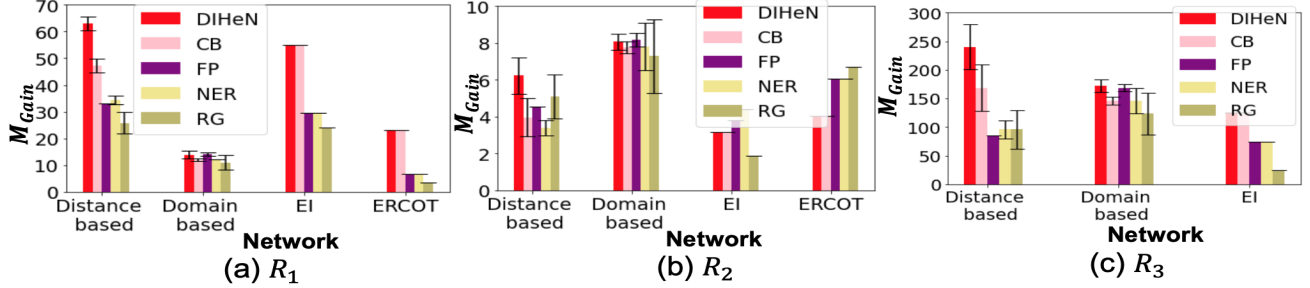 70
60
50
40
30
20
10
0
M_Gain
DIHeN
CB
FP
NER
RG
Distance based
Domain based
EI
ERCOT
Network
(a) R_1
10
8
6
4
2
0
M_Gain
DIHeN
CB
FP
NER
RG
Distance based
Domain based
EI
ERCOT
Network
(b) R_2
300
250
200
150
100
50
0
M_Gain
DIHeN
CB
FP
NER
RG
Distance based
Domain based
EI
Network
(c) R_3